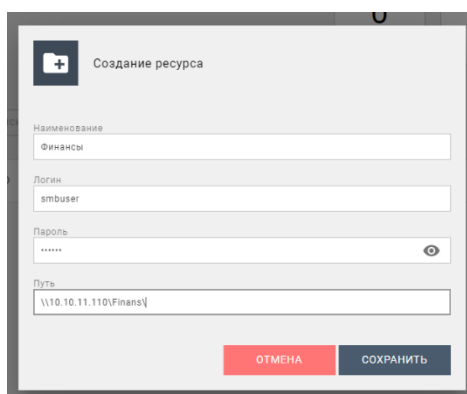 Создание ресурса
Наименование
Финансы
Логин
smbuser
Пароль
••••••
Путь
\\10.10.11.110\Finans\
ОТМЕНА
СОХРАНИТЬ